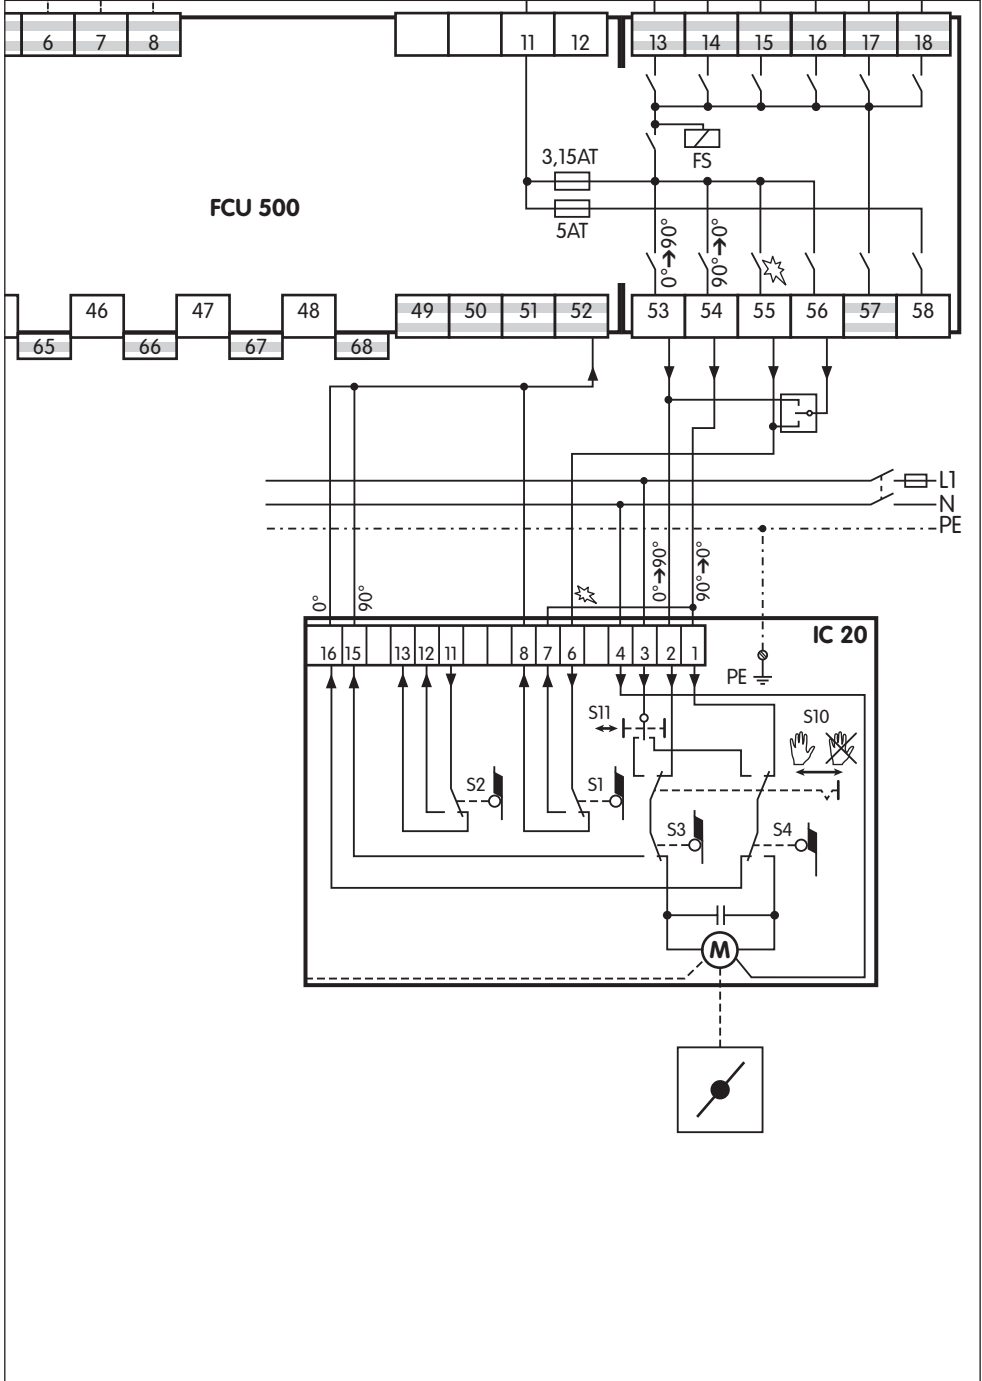 6 7 8 11 12 13 14 15 16 17 18
3,15AT
FS
FCU 500
5AT
0°➔90°
90°➔0°
46 47 48 49 50 51 52 53 54 55 56 57 58
65 66 67 68
L1
N
PE
0°
90°
0°➔90°
90°➔0°
IC 20
16 15 13 12 11 8 7 6 4 3 2 1
PE
S11
S10
S2
S1
S3
S4
M